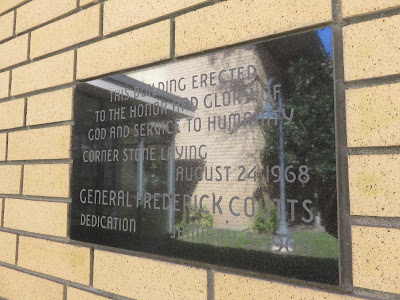 THIS BUILDING ERECTED
TO THE HONOR AND GLORY OF
GOD AND SERVICE TO HUMANITY
CORNER STONE LAYING
AUGUST 24, 1968
GENERAL FREDERICK COUTTS
DEDICATION
1969